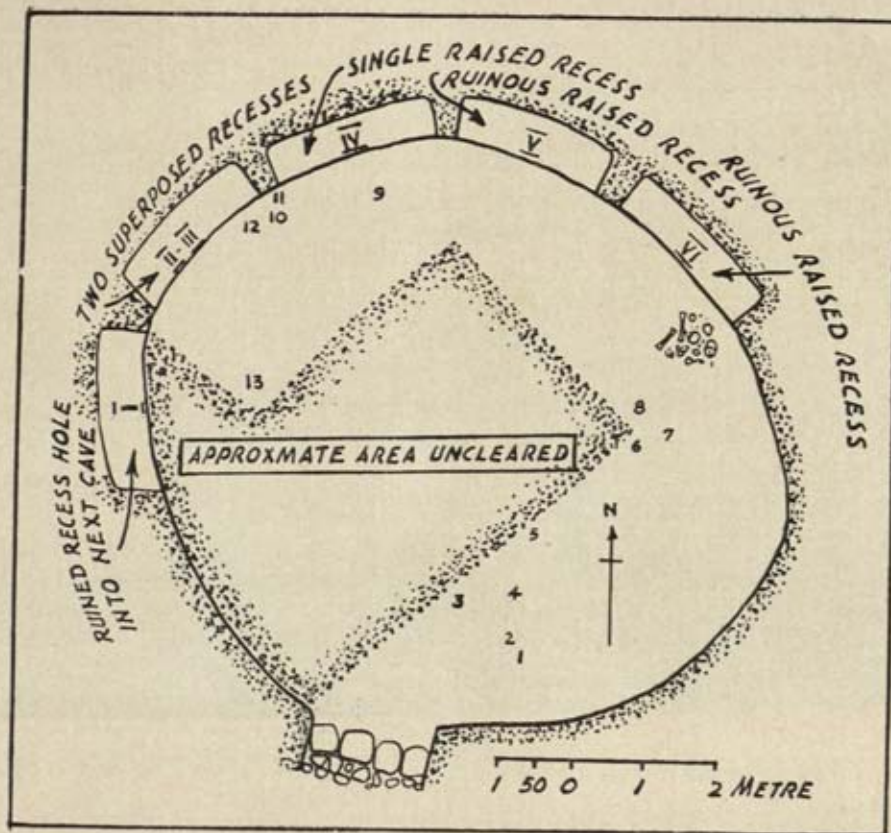 TWO SUPERPOSED RECESSES
SINGLE RAISED RECESS
RUINOUS RAISED RECESS
RUINOUS RAISED RECESS
IV
V
II-III
VI
I-I
11
10
12
9
13
8
7
6
5
4
3
2
1
APPROXMATE AREA UNCLEARED
N
RUINED RECESS HOLE
INTO NEXT CAVE
1 50 0 1 2 METRE